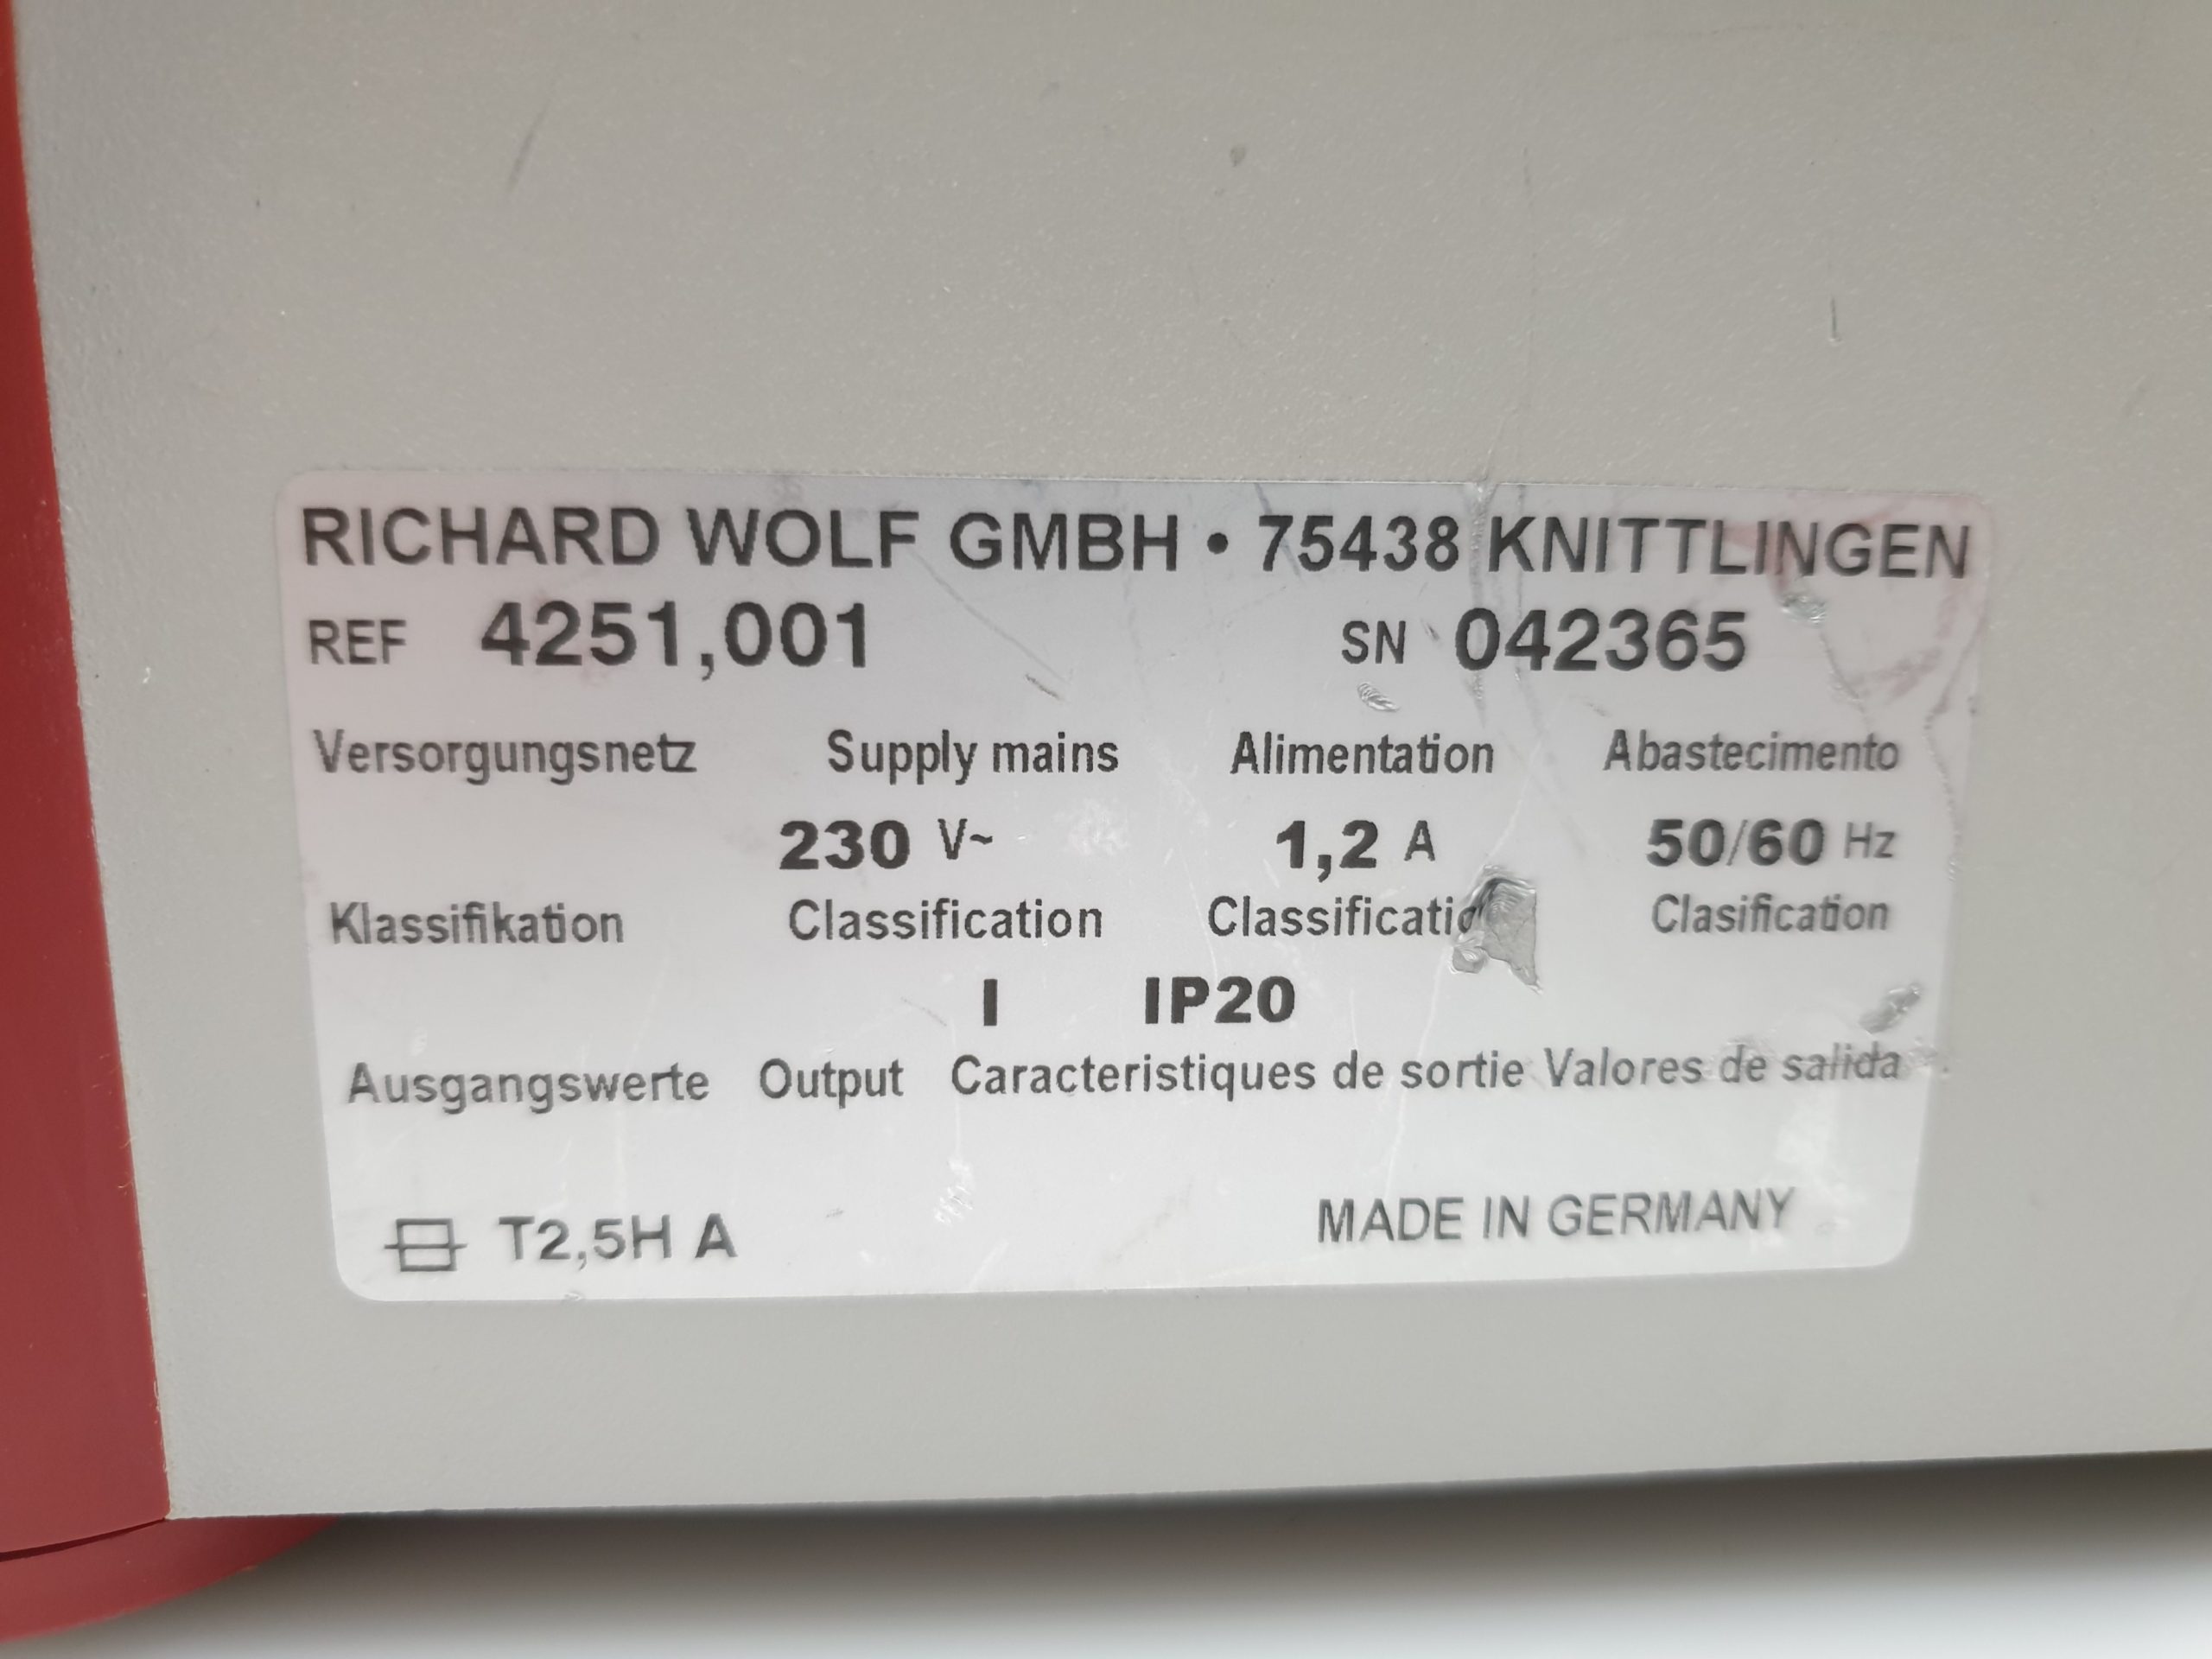 RICHARD WOLF GMBH • 75438 KNITTLINGEN
REF 4251,001 SN 042365
Versorgungsnetz Supply mains Alimentation Abastecimento
230 V~ 1,2 A 50/60 Hz
Klassifikation Classification Classificatio Clasification
I IP20
Ausgangswerte Output Caracteristiques de sortie Valores de salida
T2,5H A MADE IN GERMANY